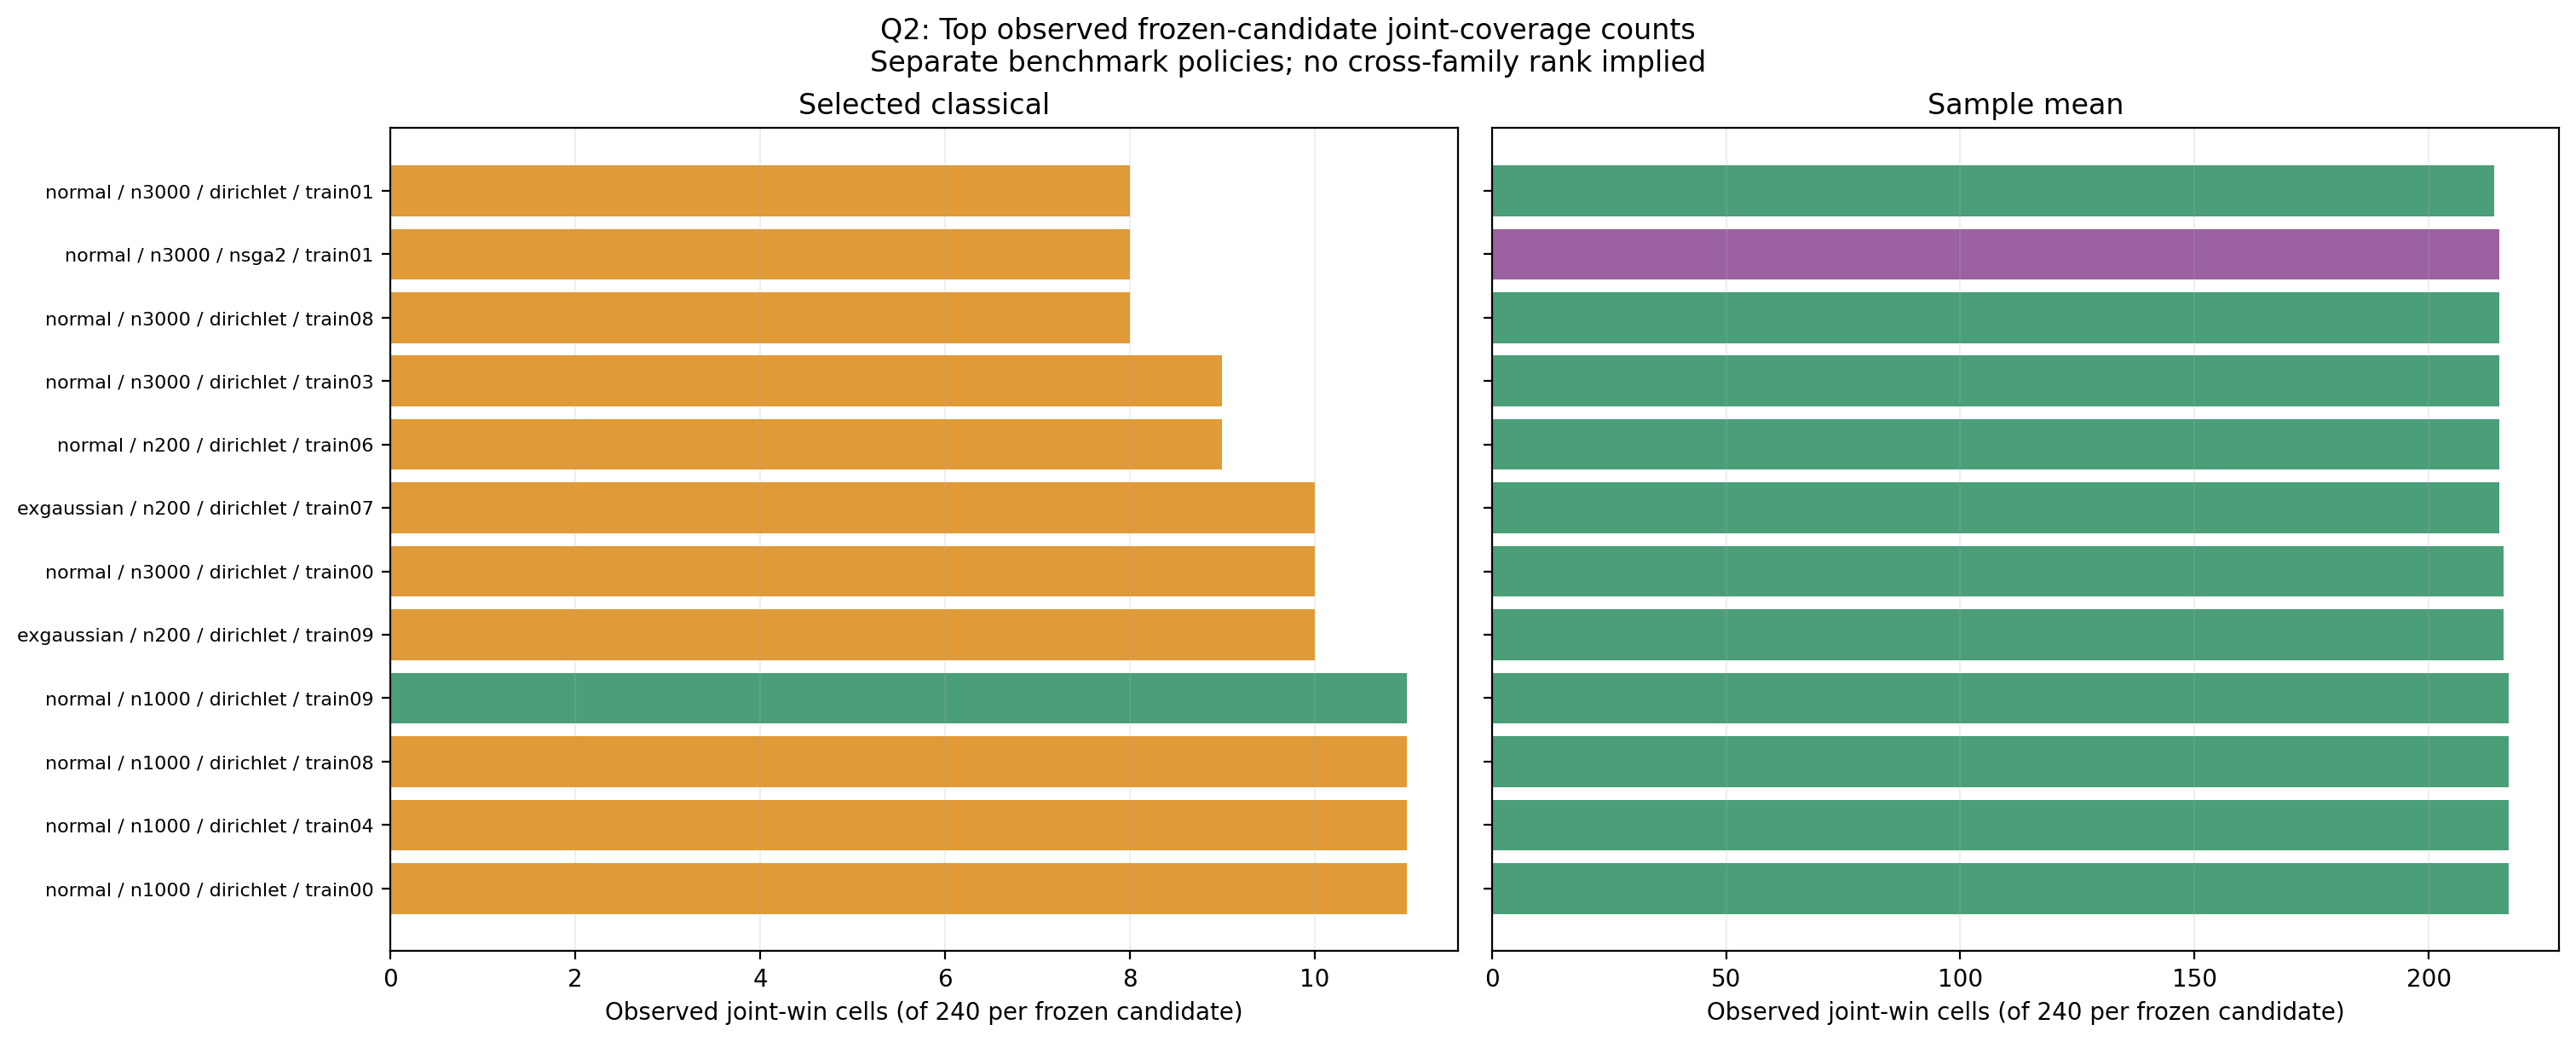 Q2: Top observed frozen-candidate joint-coverage counts
Separate benchmark policies; no cross-family rank implied
Selected classical
normal / n3000 / dirichlet / train01
normal / n3000 / nsga2 / train01
normal / n3000 / dirichlet / train08
normal / n3000 / dirichlet / train03
normal / n200 / dirichlet / train06
exgaussian / n200 / dirichlet / train07
normal / n3000 / dirichlet / train00
exgaussian / n200 / dirichlet / train09
normal / n1000 / dirichlet / train09
normal / n1000 / dirichlet / train08
normal / n1000 / dirichlet / train04
normal / n1000 / dirichlet / train00
0 2 4 6 8 10
Observed joint-win cells (of 240 per frozen candidate)
Sample mean
0 50 100 150 200
Observed joint-win cells (of 240 per frozen candidate)